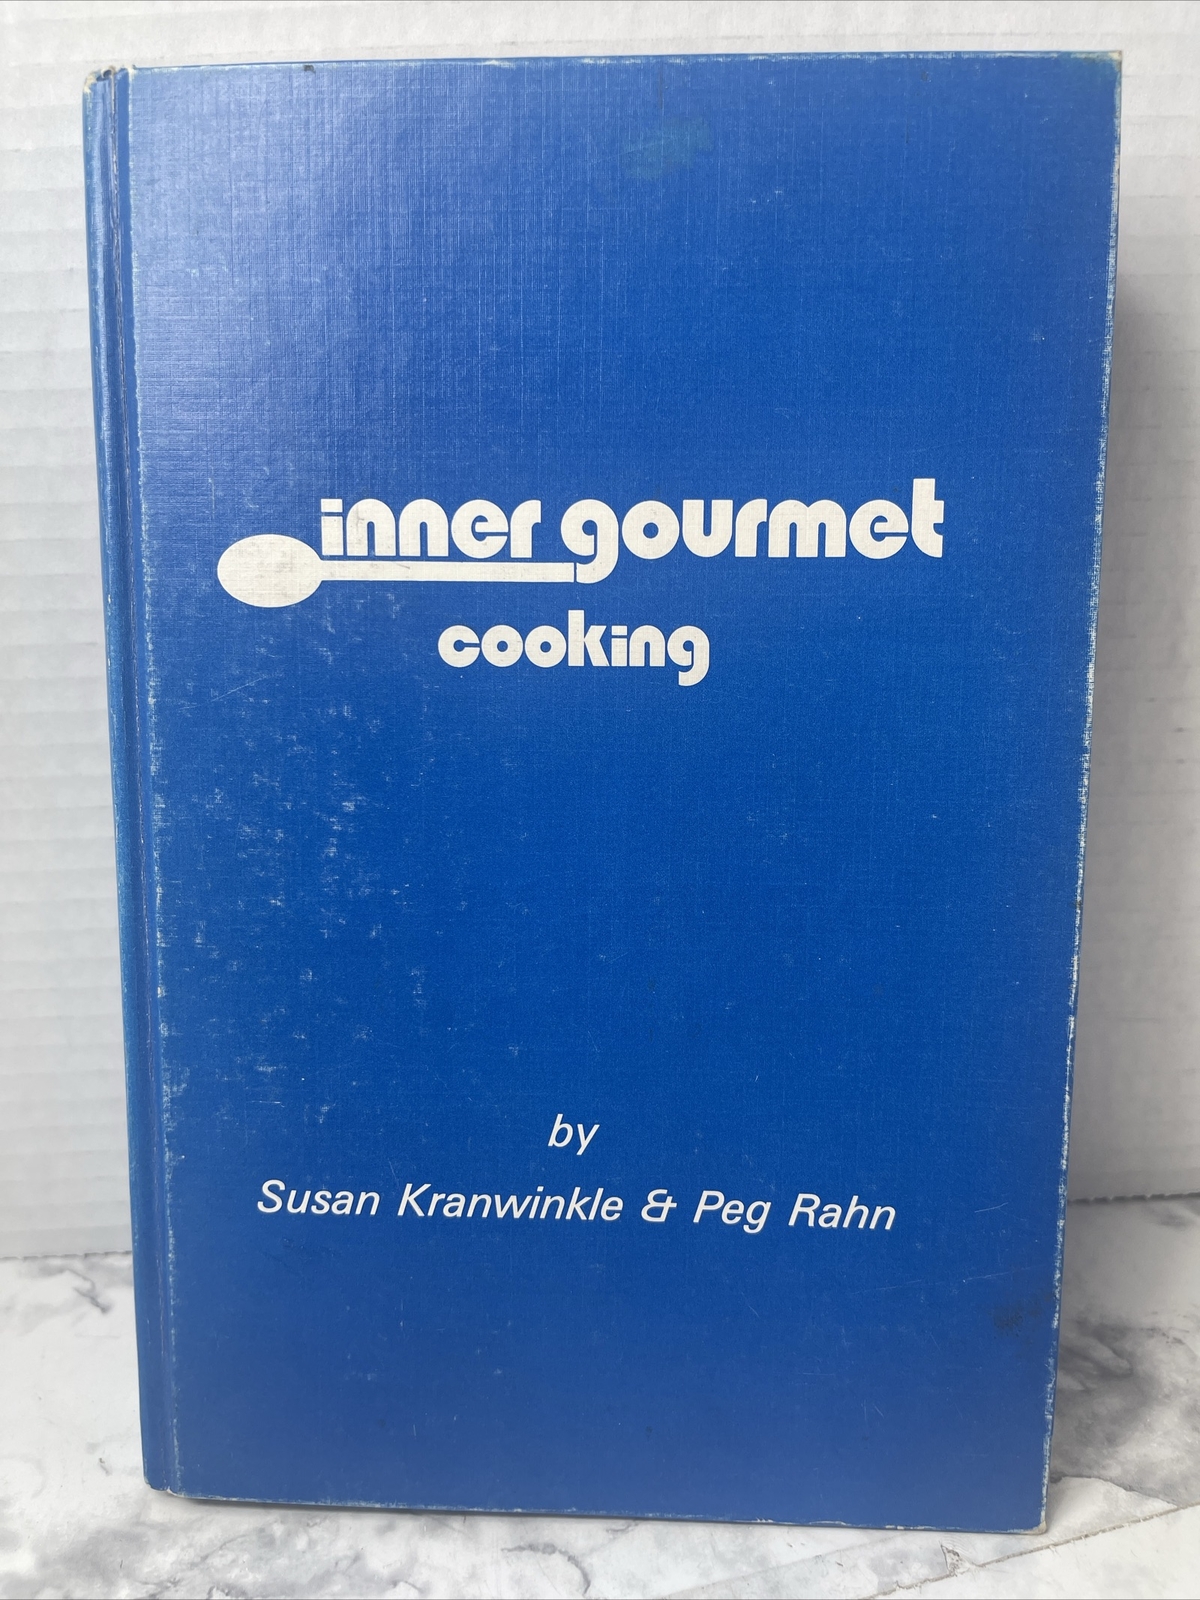 inner gourmet
cooking
by
Susan Kranwinkle & Peg Rahn